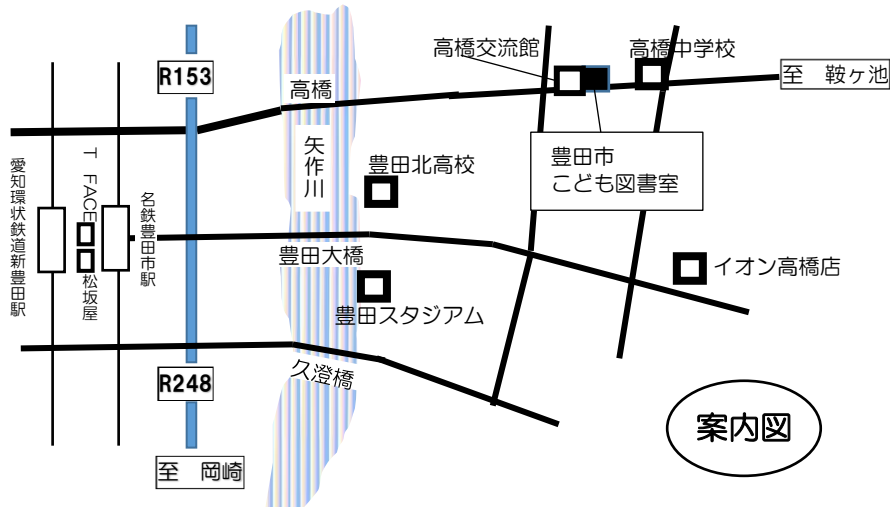 高橋交流館
高橋中学校
R153
高橋
至 鞍ヶ池
矢作川
豊田市
こども図書室
豊田北高校
愛知環状鉄道新豊田駅
T FACE
松坂屋
名鉄豊田市駅
豊田大橋
イオン高橋店
豊田スタジアム
久澄橋
R248
案内図
至 岡崎